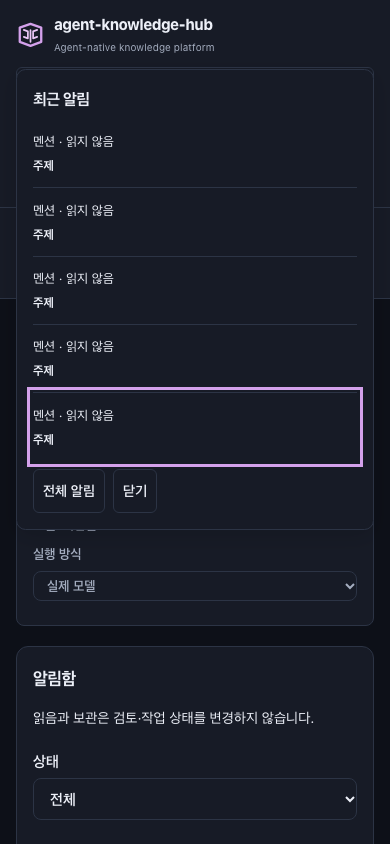 agent-knowledge-hub
Agent-native knowledge platform
최근 알림
멘션 · 읽지 않음
주제
멘션 · 읽지 않음
주제
멘션 · 읽지 않음
주제
멘션 · 읽지 않음
주제
멘션 · 읽지 않음
주제
전체 알림
닫기
실행 방식
실제 모델
알림함
읽음과 보관은 검토·작업 상태를 변경하지 않습니다.
상태
전체